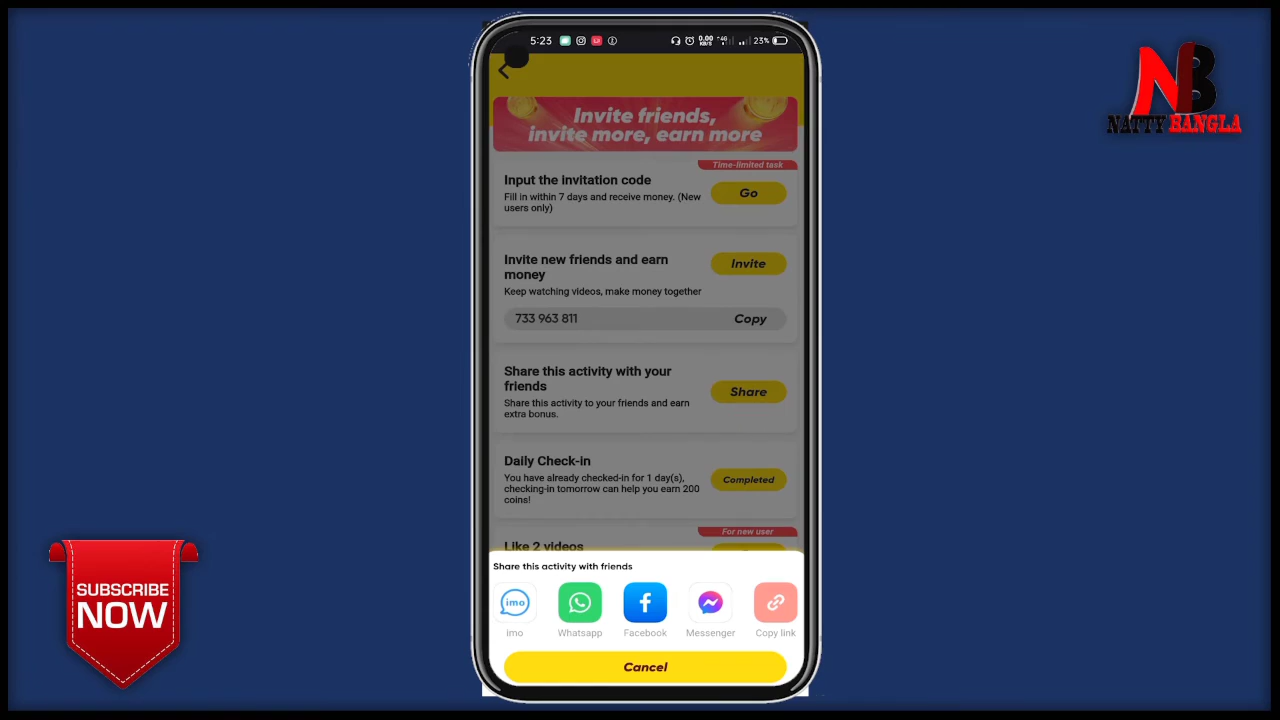 5:23
0.00
KB/S
4G
23%
NB
NATTY BANGLA
Invite friends,
invite more, earn more
Time-limited task
Input the invitation code
Fill in within 7 days and receive money. (New
users only)
Go
Invite new friends and earn
money
Invite
Keep watching videos, make money together
733 963 811
Copy
Share this activity with your
friends
Share
Share this activity to your friends and earn
extra bonus.
Daily Check-in
You have already checked-in for 1 day(s),
checking-in tomorrow can help you earn 200
coins!
Completed
For new user
Like 2 videos
Share this activity with friends
imo
imo
Whatsapp
Facebook
Messenger
Copy link
Cancel
SUBSCRIBE
NOW